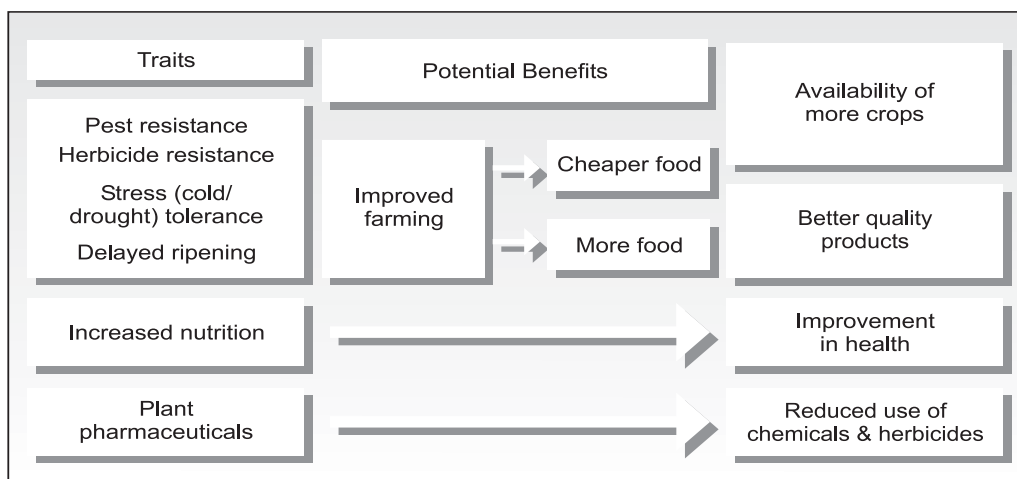 Traits
Potential Benefits
Availability of
more crops
Pest resistance
Herbicide resistance
Stress (cold/
drought) tolerance
Delayed ripening
Improved
farming
Cheaper food
More food
Better quality
products
Increased nutrition
Improvement
in health
Plant
pharmaceuticals
Reduced use of
chemicals & herbicides